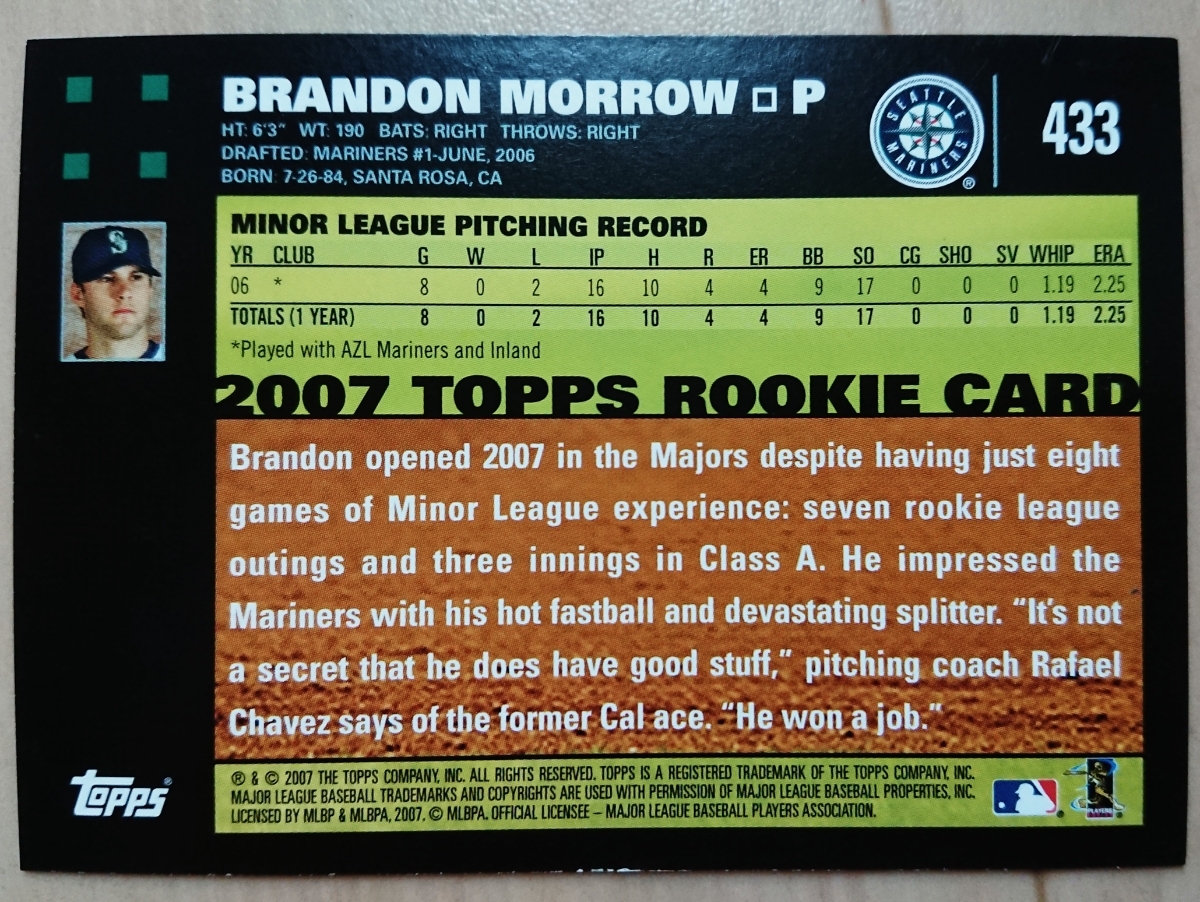 BRANDON MORROW □ P
HT: 6'3" WT: 190 BATS: RIGHT THROWS: RIGHT
DRAFTED: MARINERS #1-JUNE, 2006
BORN: 7-26-84, SANTA ROSA, CA
SEATTLE MARINERS ®
433
S
MINOR LEAGUE PITCHING RECORD
YR CLUB G W L IP H R ER BB SO CG SHO SV WHIP ERA
06 * 8 0 2 16 10 4 4 9 17 0 0 0 1.19 2.25
TOTALS (1 YEAR) 8 0 2 16 10 4 4 9 17 0 0 0 1.19 2.25
*Played with AZL Mariners and Inland
2007 TOPPS ROOKIE CARD
Brandon opened 2007 in the Majors despite having just eight
games of Minor League experience: seven rookie league
outings and three innings in Class A. He impressed the
Mariners with his hot fastball and devastating splitter. “It's not
a secret that he does have good stuff,” pitching coach Rafael
Chavez says of the former Cal ace. “He won a job.”
Topps ®
® & © 2007 THE TOPPS COMPANY, INC. ALL RIGHTS RESERVED. TOPPS IS A REGISTERED TRADEMARK OF THE TOPPS COMPANY, INC.
MAJOR LEAGUE BASEBALL TRADEMARKS AND COPYRIGHTS ARE USED WITH PERMISSION OF MAJOR LEAGUE BASEBALL PROPERTIES, INC.
LICENSED BY MLBP & MLBPA, 2007. © MLBPA. OFFICIAL LICENSEE – MAJOR LEAGUE BASEBALL PLAYERS ASSOCIATION.
PLAYERS